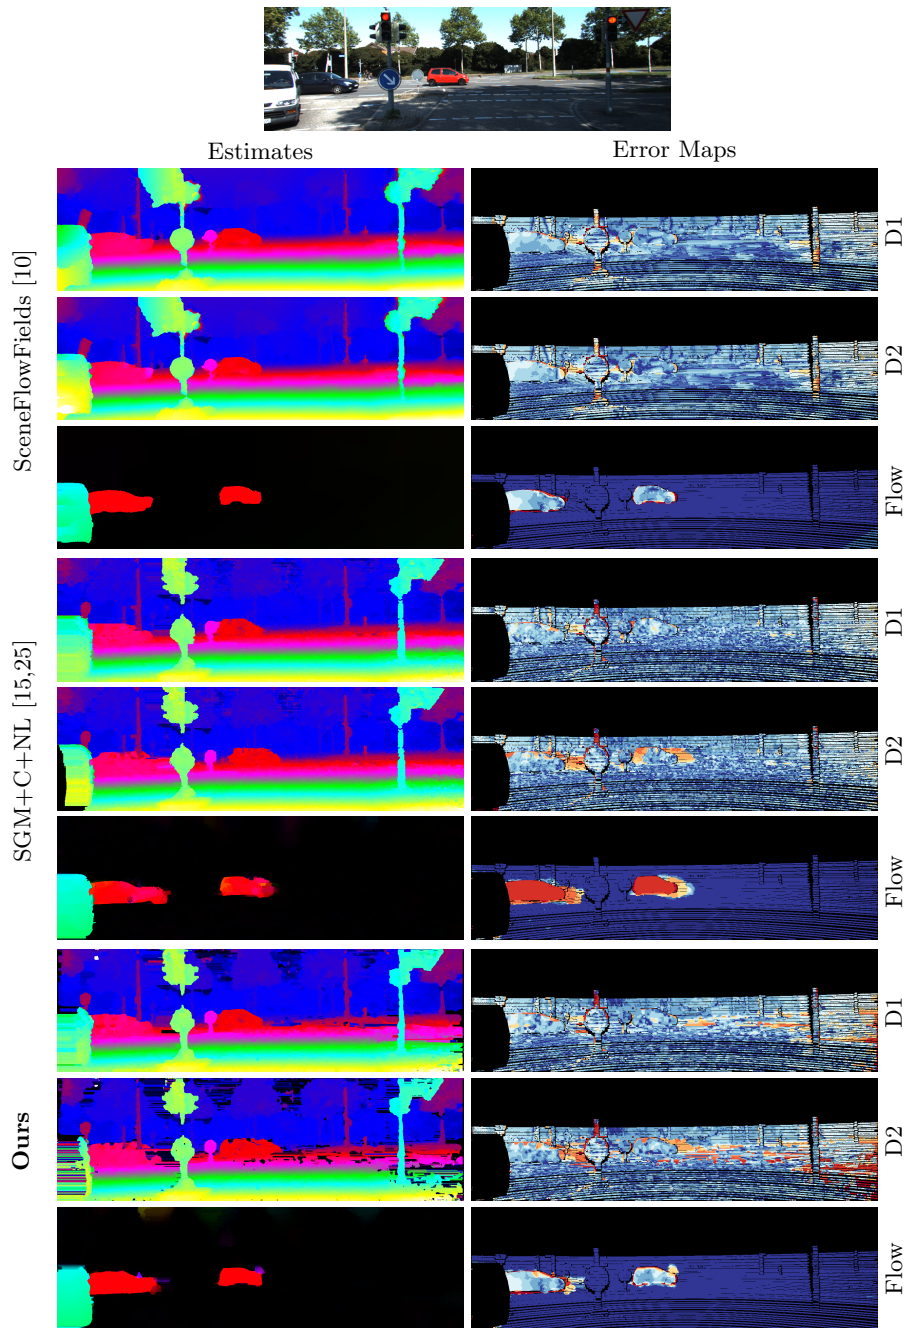 Estimates
Error Maps
SceneFlowFields [10]
D1
D2
Flow
SGM+C+NL [15,25]
D1
D2
Flow
Ours
D1
D2
Flow